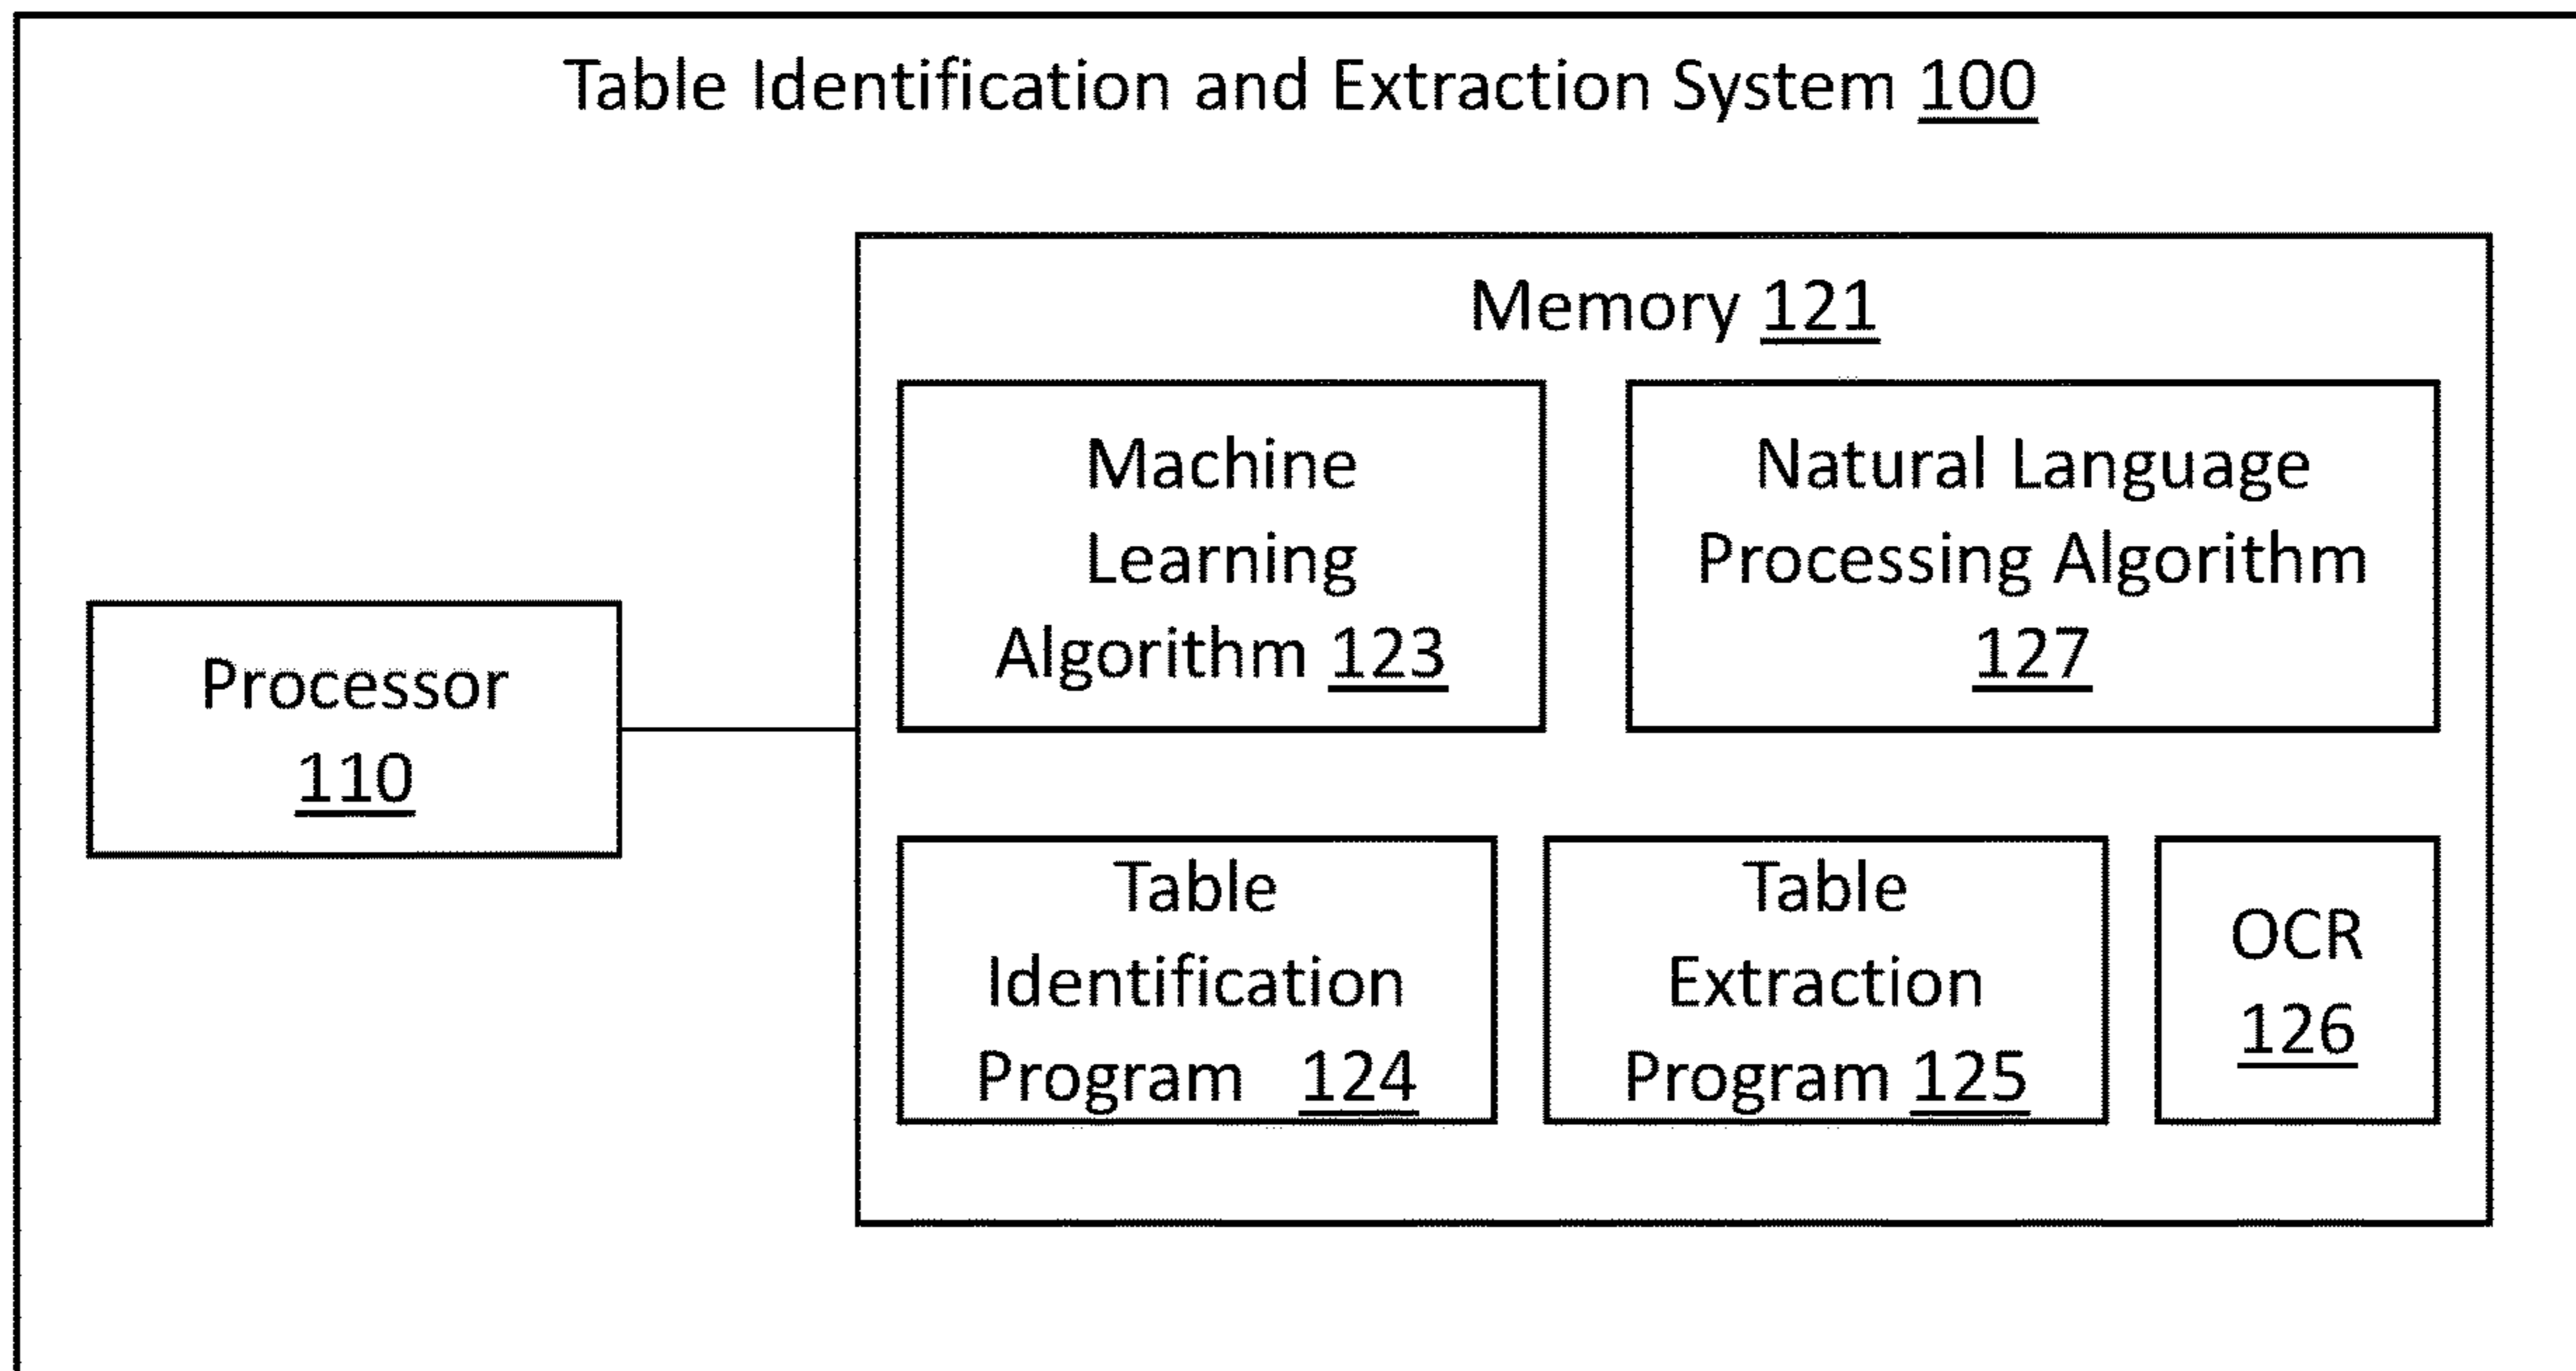 Table Identification and Extraction System 100
Memory 121
Machine
Learning
Algorithm 123
Natural Language
Processing Algorithm
127
Processor
110
Table
Identification
Program 124
Table
Extraction
Program 125
OCR
126